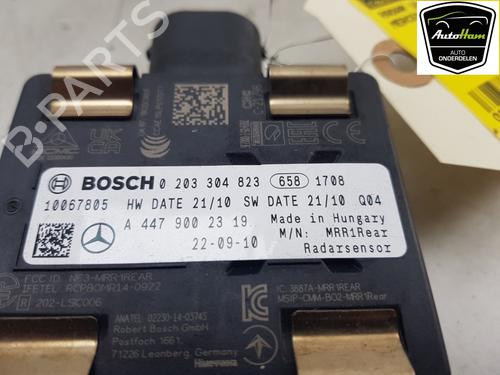 AutoHam
AUTO
ONDERDELEN
B-PARTS
BOSCH 0 203 304 823 658 1708
10067805 HW DATE 21/10 SW DATE 21/10 Q04
A 447 900 23 19 Made in Hungary
22-09-10 M/N: MRR1Rear
Radarsensor
FCC ID: NF3-MRR1REAR
IFETEL: RCPBOMR14-0922
202-LSC006
IC: 3887A-MRR1REAR
MSIP-CMM-BO2-MRR1Rear
ANATEL: 02230-14-03745
Robert Bosch GmbH
Postfach 1661,
71226 Leonberg, Germany